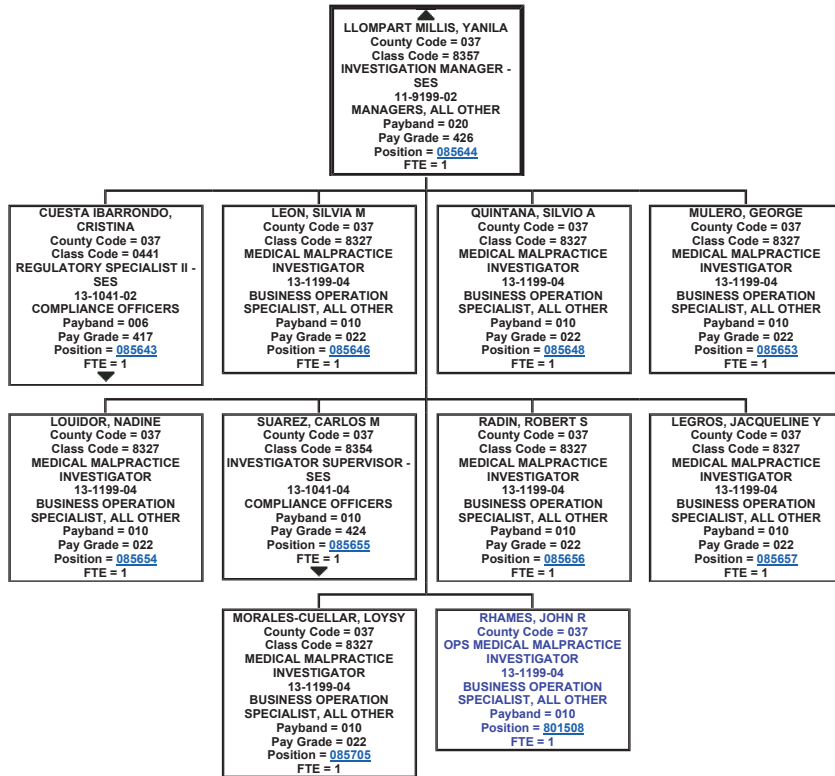 LLOMPART MILLIS, YANILA
County Code = 037
Class Code = 8357
INVESTIGATION MANAGER -
SES
11-9199-02
MANAGERS, ALL OTHER
Payband = 020
Pay Grade = 426
Position = 085644
FTE = 1
CUESTA IBARRONDO,
CRISTINA
County Code = 037
Class Code = 0441
REGULATORY SPECIALIST II -
SES
13-1041-02
COMPLIANCE OFFICERS
Payband = 006
Pay Grade = 417
Position = 085643
FTE = 1
LEON, SILVIA M
County Code = 037
Class Code = 8327
MEDICAL MALPRACTICE
INVESTIGATOR
13-1199-04
BUSINESS OPERATION
SPECIALIST, ALL OTHER
Payband = 010
Pay Grade = 022
Position = 085646
FTE = 1
QUINTANA, SILVIO A
County Code = 037
Class Code = 8327
MEDICAL MALPRACTICE
INVESTIGATOR
13-1199-04
BUSINESS OPERATION
SPECIALIST, ALL OTHER
Payband = 010
Pay Grade = 022
Position = 085648
FTE = 1
MULERO, GEORGE
County Code = 037
Class Code = 8327
MEDICAL MALPRACTICE
INVESTIGATOR
13-1199-04
BUSINESS OPERATION
SPECIALIST, ALL OTHER
Payband = 010
Pay Grade = 022
Position = 085653
FTE = 1
LOUIDOR, NADINE
County Code = 037
Class Code = 8327
MEDICAL MALPRACTICE
INVESTIGATOR
13-1199-04
BUSINESS OPERATION
SPECIALIST, ALL OTHER
Payband = 010
Pay Grade = 022
Position = 085654
FTE = 1
SUAREZ, CARLOS M
County Code = 037
Class Code = 8354
INVESTIGATOR SUPERVISOR -
SES
13-1041-04
COMPLIANCE OFFICERS
Payband = 010
Pay Grade = 424
Position = 085655
FTE = 1
RADIN, ROBERT S
County Code = 037
Class Code = 8327
MEDICAL MALPRACTICE
INVESTIGATOR
13-1199-04
BUSINESS OPERATION
SPECIALIST, ALL OTHER
Payband = 010
Pay Grade = 022
Position = 085656
FTE = 1
LEGROS, JACQUELINE Y
County Code = 037
Class Code = 8327
MEDICAL MALPRACTICE
INVESTIGATOR
13-1199-04
BUSINESS OPERATION
SPECIALIST, ALL OTHER
Payband = 010
Pay Grade = 022
Position = 085657
FTE = 1
MORALES-CUELLAR, LOYSY
County Code = 037
Class Code = 8327
MEDICAL MALPRACTICE
INVESTIGATOR
13-1199-04
BUSINESS OPERATION
SPECIALIST, ALL OTHER
Payband = 010
Pay Grade = 022
Position = 085705
FTE = 1
RHAMES, JOHN R
County Code = 037
OPS MEDICAL MALPRACTICE
INVESTIGATOR
13-1199-04
BUSINESS OPERATION
SPECIALIST, ALL OTHER
Payband = 010
Position = 801508
FTE = 1